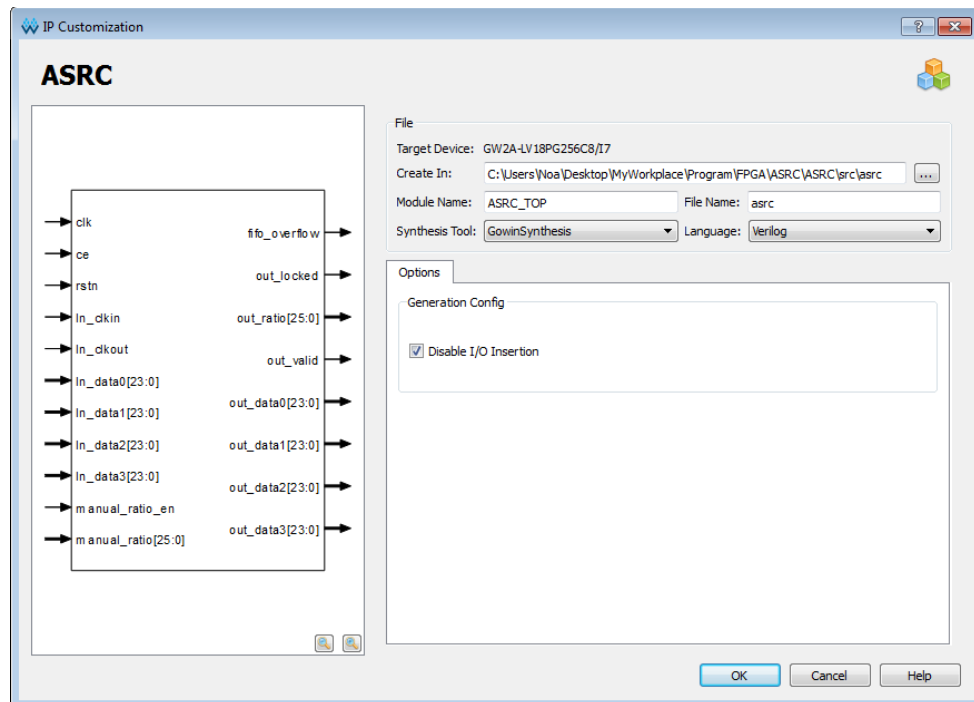 IP Customization
ASRC
clk
ce
rstn
In_clkin
In_clkout
In_data0[23:0]
In_data1[23:0]
In_data2[23:0]
In_data3[23:0]
manual_ratio_en
manual_ratio[25:0]
fifo_overflow
out_locked
out_ratio[25:0]
out_valid
out_data0[23:0]
out_data1[23:0]
out_data2[23:0]
out_data3[23:0]
File
Target Device: GW2A-LV18PG256C8/I7
Create In: C:\Users\Noa\Desktop\MyWorkplace\Program\FPGA\ASRC\ASRC\src\asrc ...
Module Name: ASRC_TOP File Name: asrc
Synthesis Tool: GowinSynthesis Language: Verilog
Options
Generation Config
Disable I/O Insertion
OK Cancel Help